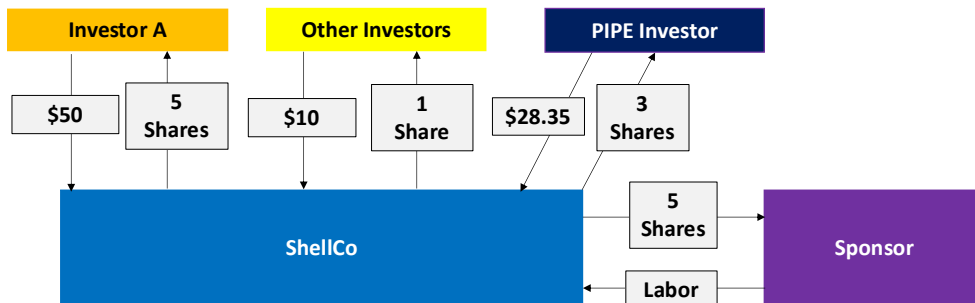 Investor A
Other Investors
PIPE Investor
$50
5
Shares
$10
1
Share
$28.35
3
Shares
ShellCo
5
Shares
Labor
Sponsor